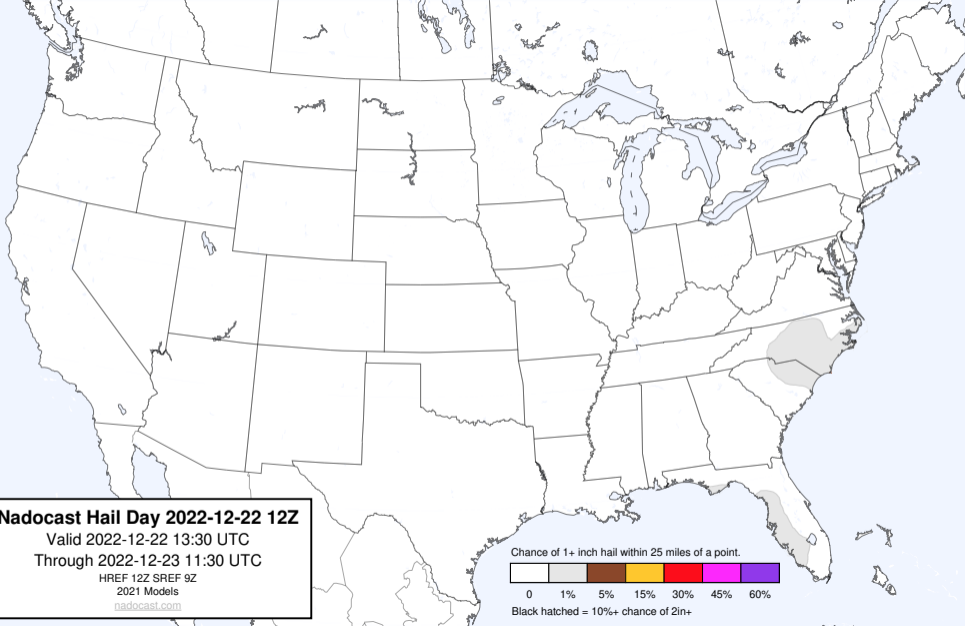 Nadocast Hail Day 2022-12-22 12Z
Valid 2022-12-22 13:30 UTC
Through 2022-12-23 11:30 UTC
HREF 12Z SREF 9Z
2021 Models
nadocast.com
Chance of 1+ inch hail within 25 miles of a point.
0 1% 5% 15% 30% 45% 60%
Black hatched = 10%+ chance of 2in+